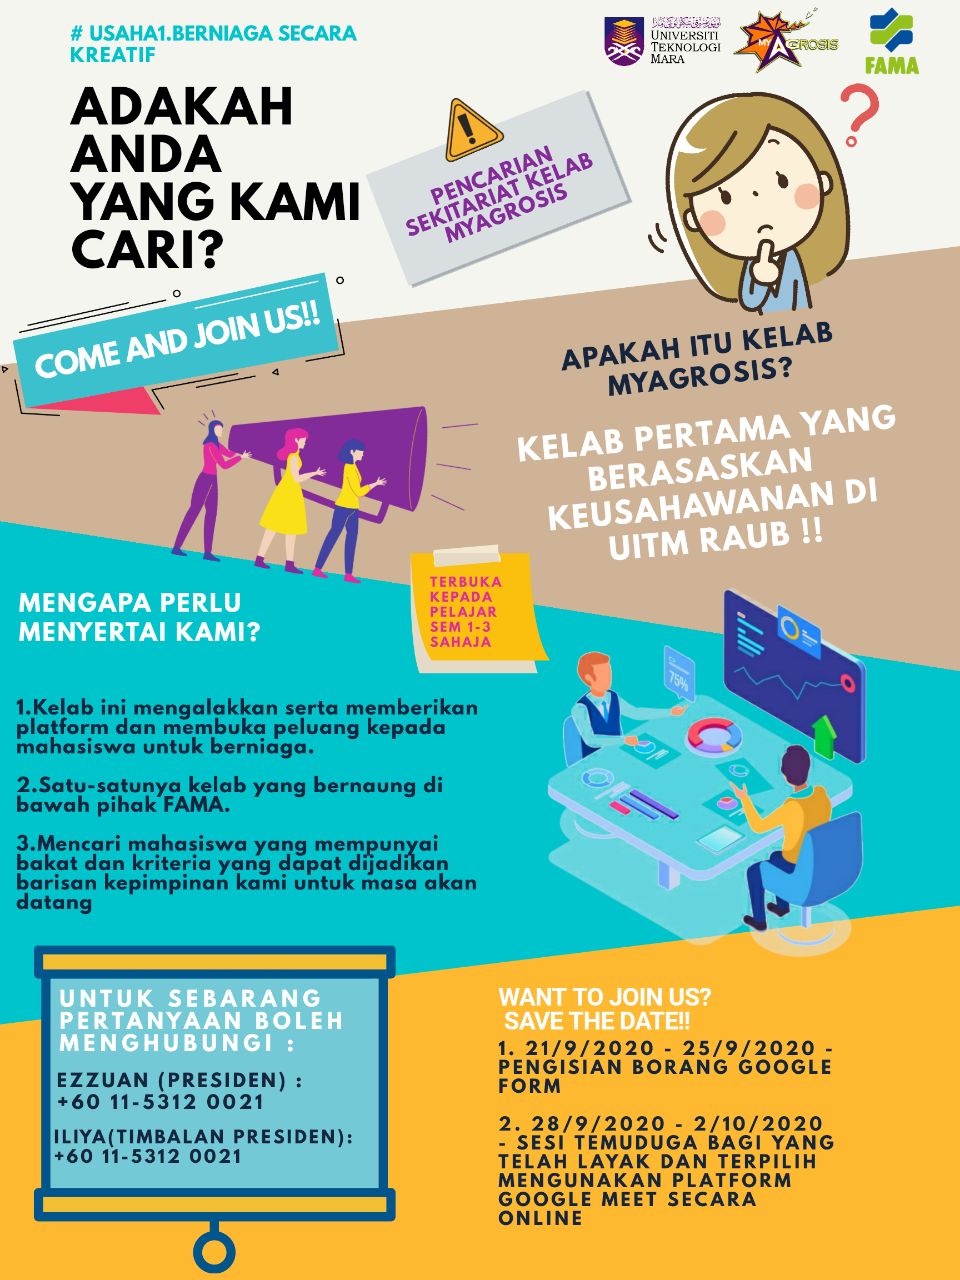 # USAHA1.BERNIAGA SECARA
KREATIF
UNIVERSITI
TEKNOLOGI
MARA
MY AGROSIS
FAMA
ADAKAH
ANDA
YANG KAMI
CARI?
PENCARIAN
SEKITARIAT KELAB
MYAGROSIS
?
COME AND JOIN US!!
APAKAH ITU KELAB
MYAGROSIS?
KELAB PERTAMA YANG
BERASASKAN
KEUSAHAWANAN DI
UITM RAUB !!
TERBUKA
KEPADA
PELAJAR
SEM 1-3
SAHAJA
MENGAPA PERLU
MENYERTAI KAMI?
75%
1.Kelab ini mengalakkan serta memberikan
platform dan membuka peluang kepada
mahasiswa untuk berniaga.
2.Satu-satunya kelab yang bernaung di
bawah pihak FAMA.
3.Mencari mahasiswa yang mempunyai
bakat dan kriteria yang dapat dijadikan
barisan kepimpinan kami untuk masa akan
datang
UNTUK SEBARANG
PERTANYAAN BOLEH
MENGHUBUNGI :
EZZUAN (PRESIDEN) :
+60 11-5312 0021
ILIYA(TIMBALAN PRESIDEN):
+60 11-5312 0021
WANT TO JOIN US?
SAVE THE DATE!!
1. 21/9/2020 - 25/9/2020 -
PENGISIAN BORANG GOOGLE
FORM
2. 28/9/2020 - 2/10/2020
- SESI TEMUDUGA BAGI YANG
TELAH LAYAK DAN TERPILIH
MENGUNAKAN PLATFORM
GOOGLE MEET SECARA
ONLINE